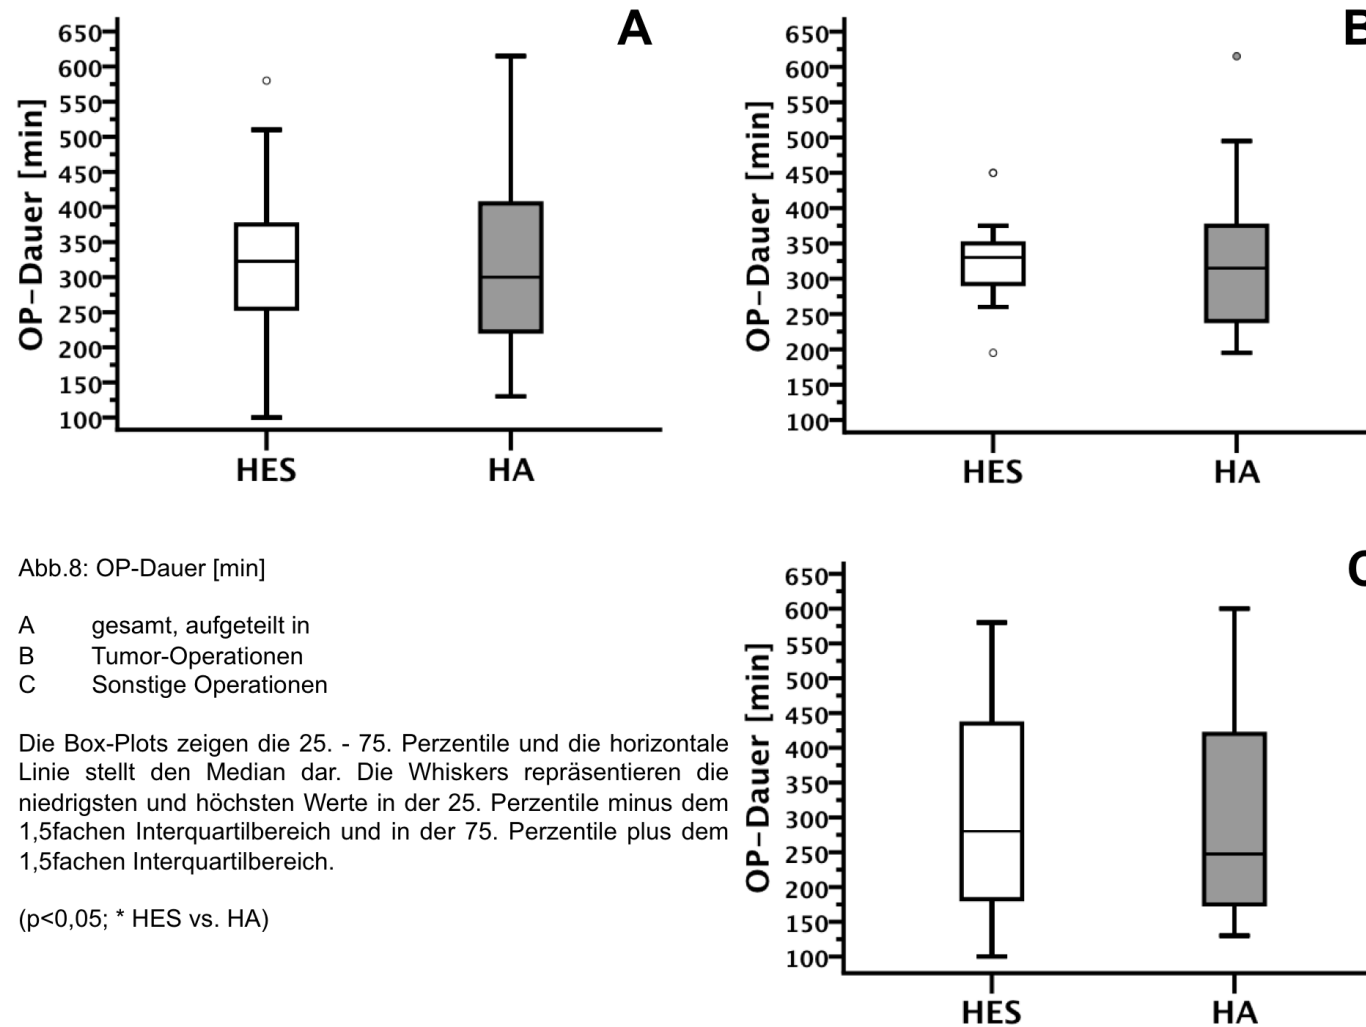 A
650
600
550
500
450
400
350
300
250
200
150
100
OP-Dauer [min]
HES HA
B
650
600
550
500
450
400
350
300
250
200
150
100
OP-Dauer [min]
HES HA
Abb.8: OP-Dauer [min]
A gesamt, aufgeteilt in
B Tumor-Operationen
C Sonstige Operationen
Die Box-Plots zeigen die 25. - 75. Perzentile und die horizontale
Linie stellt den Median dar. Die Whiskers repräsentieren die
niedrigsten und höchsten Werte in der 25. Perzentile minus dem
1,5fachen Interquartilbereich und in der 75. Perzentile plus dem
1,5fachen Interquartilbereich.
(p<0,05; * HES vs. HA)
C
650
600
550
500
450
400
350
300
250
200
150
100
OP-Dauer [min]
HES HA